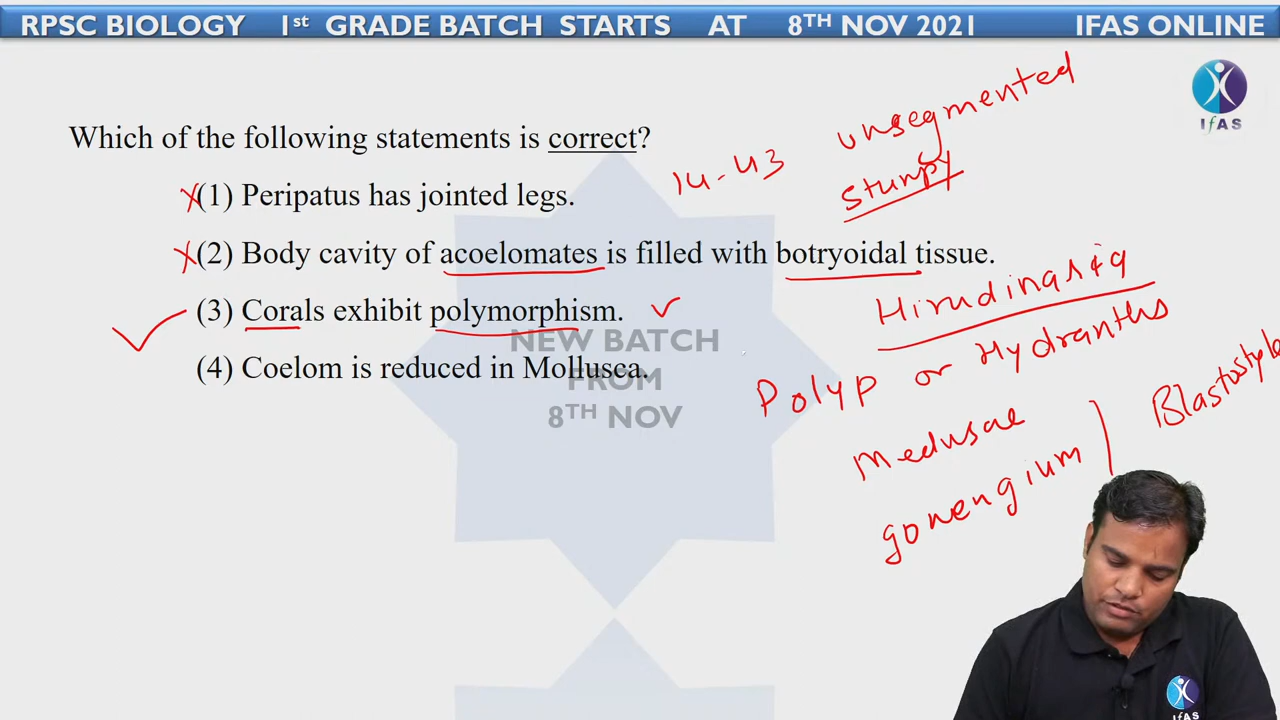 RPSC BIOLOGY 1st GRADE BATCH STARTS AT 8TH NOV 2021 IFAS ONLINE
IfAS
Which of the following statements is correct?
X(1) Peripatus has jointed legs.
14-43
unsegmented
stumpy
X(2) Body cavity of acoelomates is filled with botryoidal tissue.
Hirudinaria
(3) Corals exhibit polymorphism.
(4) Coelom is reduced in Mollusca.
NEW BATCH
FROM
8TH NOV
Polyp or Hydranths
Medusae
gonengium
Blastostyle
IfAS